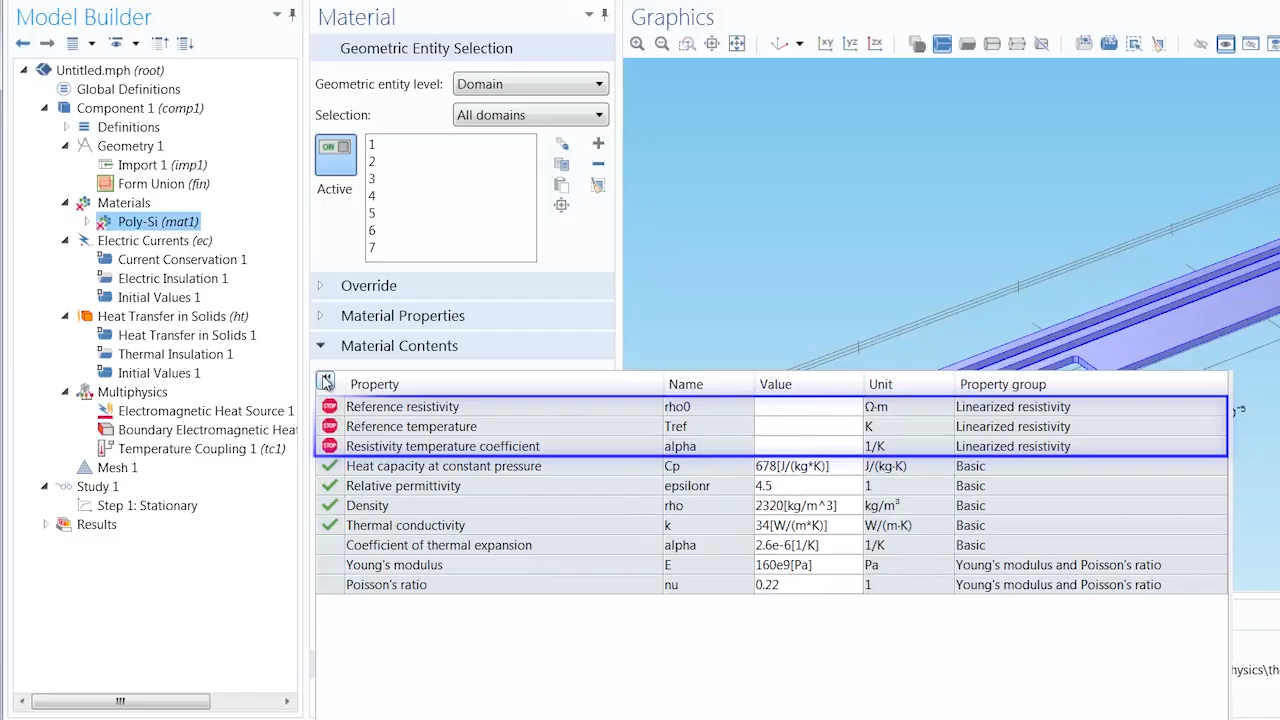 Model Builder
Untitled.mph (root)
Global Definitions
Component 1 (comp1)
Definitions
Geometry 1
Import 1 (imp1)
Form Union (fin)
Materials
Poly-Si (mat1)
Electric Currents (ec)
Current Conservation 1
Electric Insulation 1
Initial Values 1
Heat Transfer in Solids (ht)
Heat Transfer in Solids 1
Thermal Insulation 1
Initial Values 1
Multiphysics
Electromagnetic Heat Source 1
Boundary Electromagnetic Hea
Temperature Coupling 1 (tc1)
Mesh 1
Study 1
Step 1: Stationary
Results
Material
Geometric Entity Selection
Geometric entity level: Domain
Selection: All domains
ON
Active
1
2
3
4
5
6
7
Override
Material Properties
Material Contents
Property Name Value Unit Property group
STOP Reference resistivity rho0 Ω·m Linearized resistivity
STOP Reference temperature Tref K Linearized resistivity
STOP Resistivity temperature coefficient alpha 1/K Linearized resistivity
Heat capacity at constant pressure Cp 678[J/(kg*K)] J/(kg·K) Basic
Relative permittivity epsilonr 4.5 1 Basic
Density rho 2320[kg/m^3] kg/m³ Basic
Thermal conductivity k 34[W/(m*K)] W/(m·K) Basic
Coefficient of thermal expansion alpha 2.6e-6[1/K] 1/K Basic
Young's modulus E 160e9[Pa] Pa Young's modulus and Poisson's ratio
Poisson's ratio nu 0.22 1 Young's modulus and Poisson's ratio
Graphics
xy yz zx
-5
hysics\the